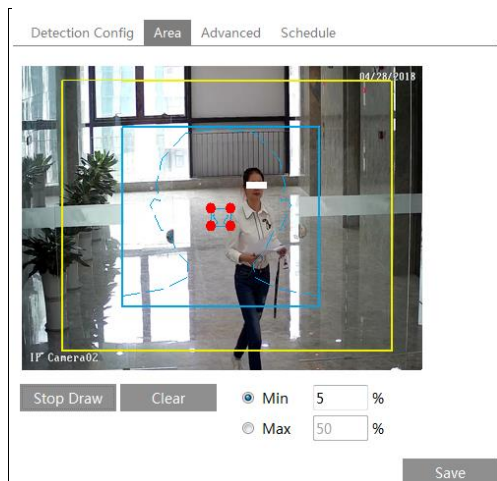 Detection Config Area Advanced Schedule
04/28/2018
IP Camera02
Stop Draw Clear Min 5 %
Max 50 %
Save